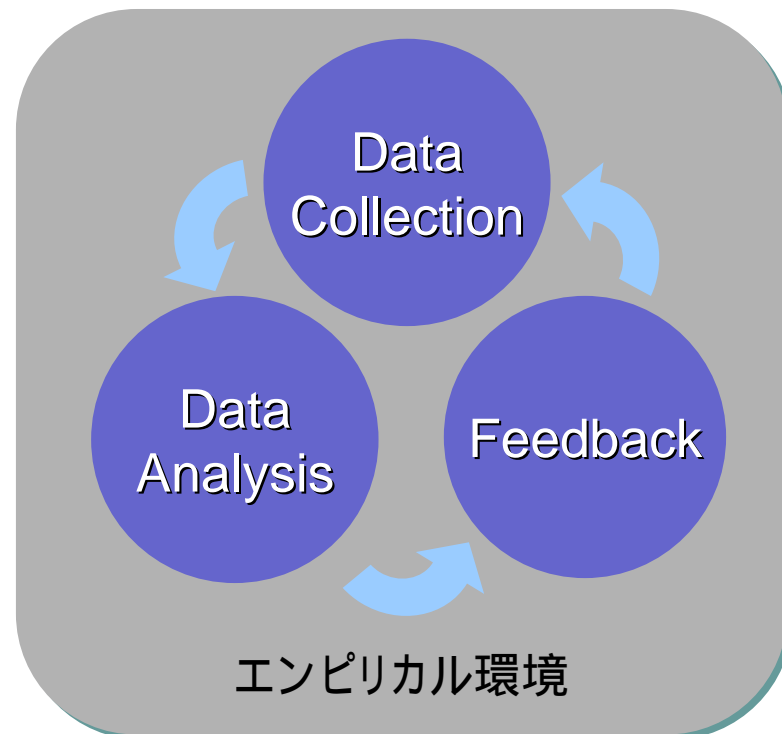 Data
Collection
Data
Analysis
Feedback
エンピリカル環境